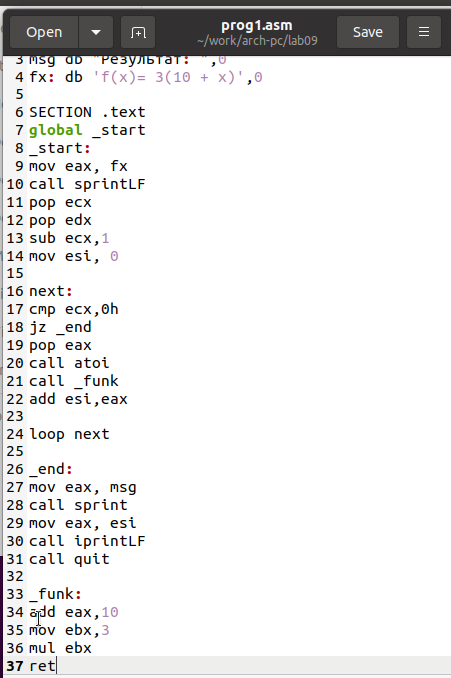 Open
prog1.asm
~/work/arch-pc/lab09
Save
3 msg db "Результат: ",0
4 fx: db 'f(x)= 3(10 + x)',0
5
6 SECTION .text
7 global _start
8 _start:
9 mov eax, fx
10 call sprintLF
11 pop ecx
12 pop edx
13 sub ecx,1
14 mov esi, 0
15
16 next:
17 cmp ecx,0h
18 jz _end
19 pop eax
20 call atoi
21 call _funk
22 add esi,eax
23
24 loop next
25
26 _end:
27 mov eax, msg
28 call sprint
29 mov eax, esi
30 call iprintLF
31 call quit
32
33 _funk:
34 add eax,10
35 mov ebx,3
36 mul ebx
37 ret